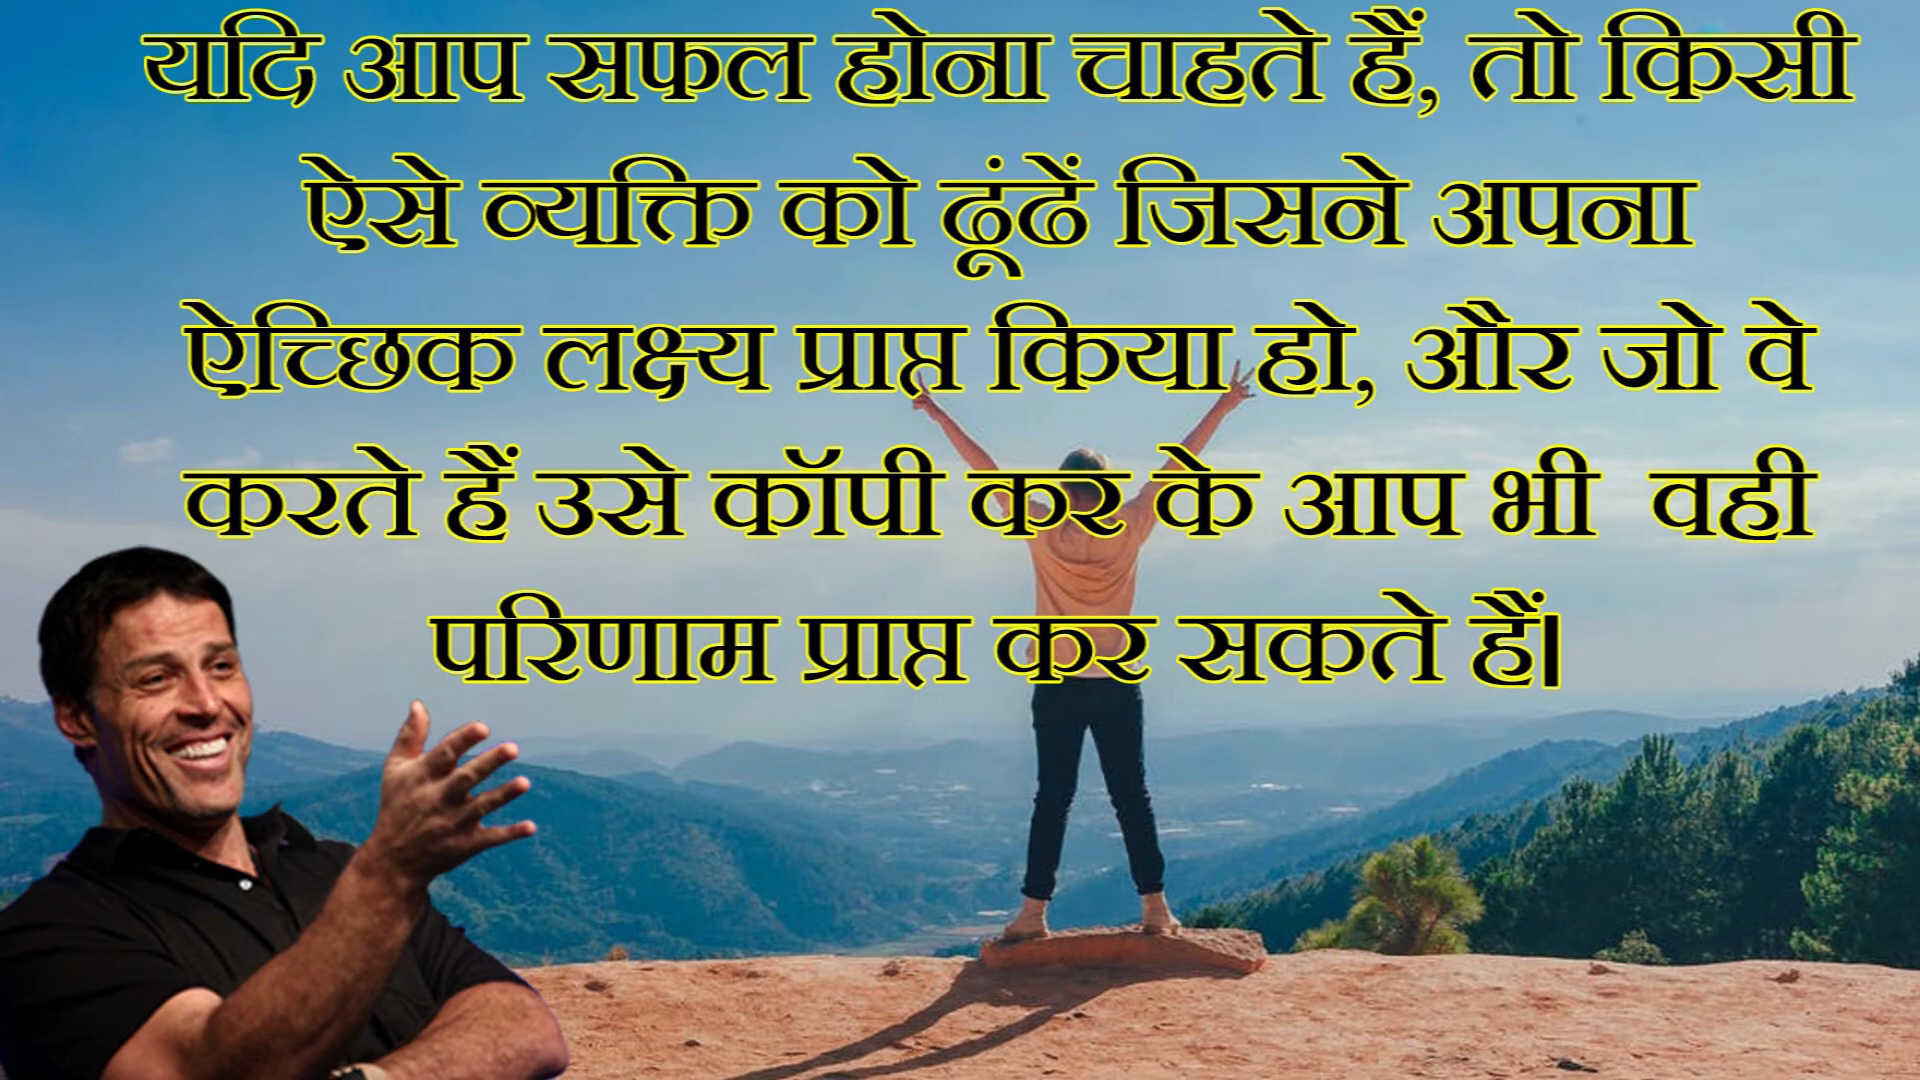 यदि आप सफल होना चाहते हैं, तो किसी
ऐसे व्यक्ति को ढूंढें जिसने अपना
ऐच्छिक लक्ष्य प्राप्त किया हो, और जो वे
करते हैं उसे कॉपी कर के आप भी वही
परिणाम प्राप्त कर सकते हैं।